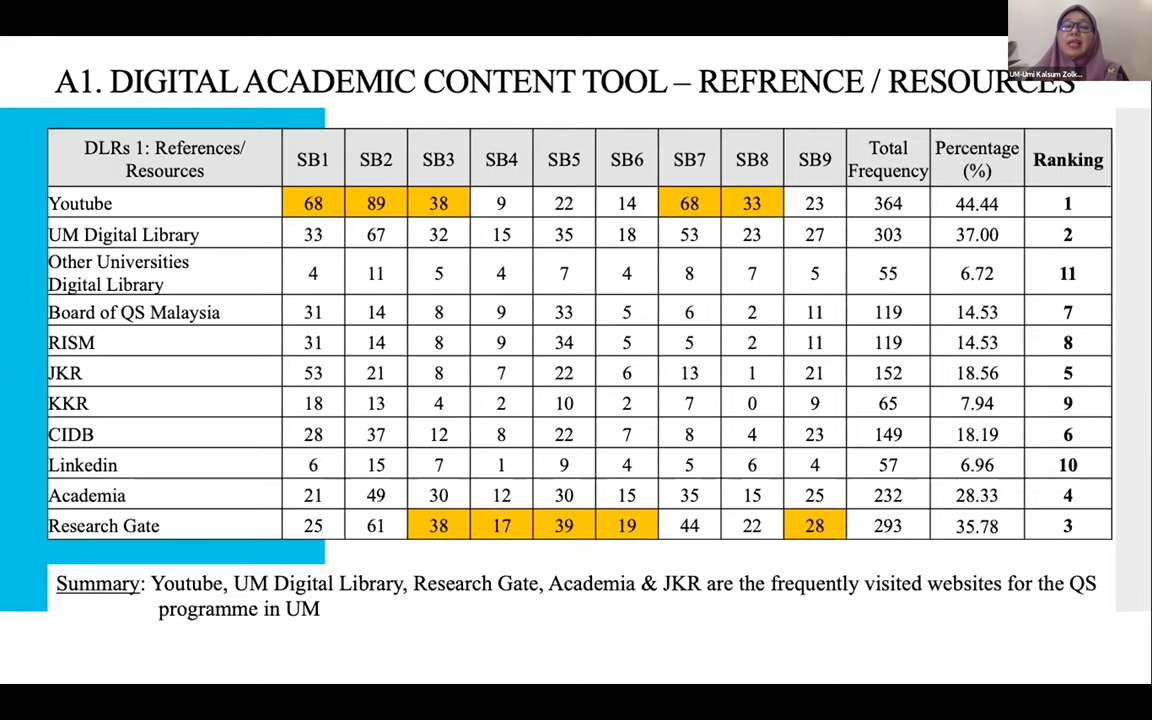 UM-Umi Kalsum Zolk...
A1. DIGITAL ACADEMIC CONTENT TOOL – REFRENCE / RESOURCES
DLRs 1: References/ Resources SB1 SB2 SB3 SB4 SB5 SB6 SB7 SB8 SB9 Total Frequency Percentage (%) Ranking
Youtube 68 89 38 9 22 14 68 33 23 364 44.44 1
UM Digital Library 33 67 32 15 35 18 53 23 27 303 37.00 2
Other Universities Digital Library 4 11 5 4 7 4 8 7 5 55 6.72 11
Board of QS Malaysia 31 14 8 9 33 5 6 2 11 119 14.53 7
RISM 31 14 8 9 34 5 5 2 11 119 14.53 8
JKR 53 21 8 7 22 6 13 1 21 152 18.56 5
KKR 18 13 4 2 10 2 7 0 9 65 7.94 9
CIDB 28 37 12 8 22 7 8 4 23 149 18.19 6
Linkedin 6 15 7 1 9 4 5 6 4 57 6.96 10
Academia 21 49 30 12 30 15 35 15 25 232 28.33 4
Research Gate 25 61 38 17 39 19 44 22 28 293 35.78 3
Summary: Youtube, UM Digital Library, Research Gate, Academia & JKR are the frequently visited websites for the QS
programme in UM